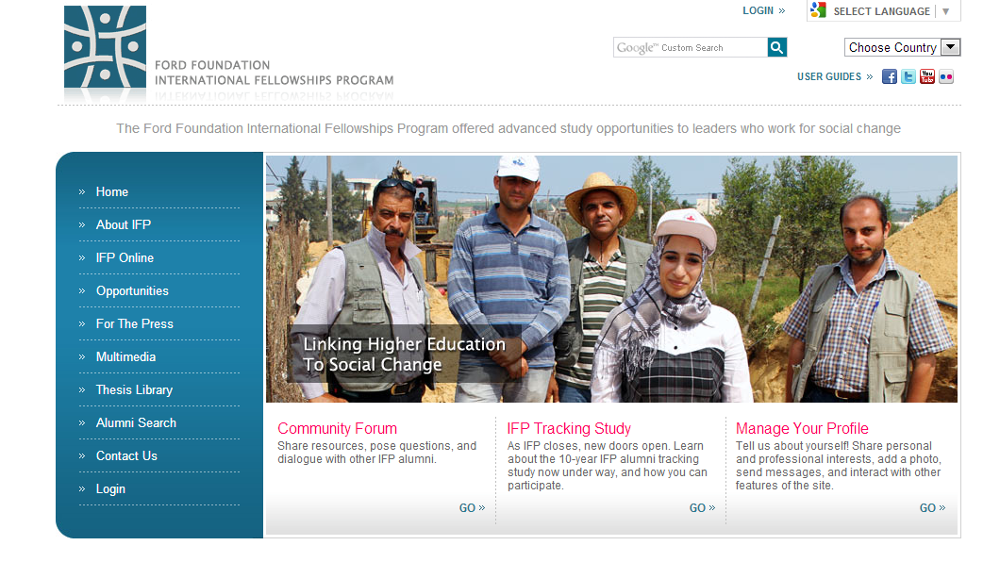 LOGIN »
SELECT LANGUAGE ▼
Google™ Custom Search
Choose Country
FORD FOUNDATION
INTERNATIONAL FELLOWSHIPS PROGRAM
USER GUIDES »
You
Tube
The Ford Foundation International Fellowships Program offered advanced study opportunities to leaders who work for social change
» Home
» About IFP
» IFP Online
» Opportunities
» For The Press
» Multimedia
» Thesis Library
» Alumni Search
» Contact Us
» Login
Linking Higher Education
To Social Change
Community Forum
Share resources, pose questions, and
dialogue with other IFP alumni.
GO »
IFP Tracking Study
As IFP closes, new doors open. Learn
about the 10-year IFP alumni tracking
study now under way, and how you can
participate.
GO »
Manage Your Profile
Tell us about yourself! Share personal
and professional interests, add a photo,
send messages, and interact with other
features of the site.
GO »